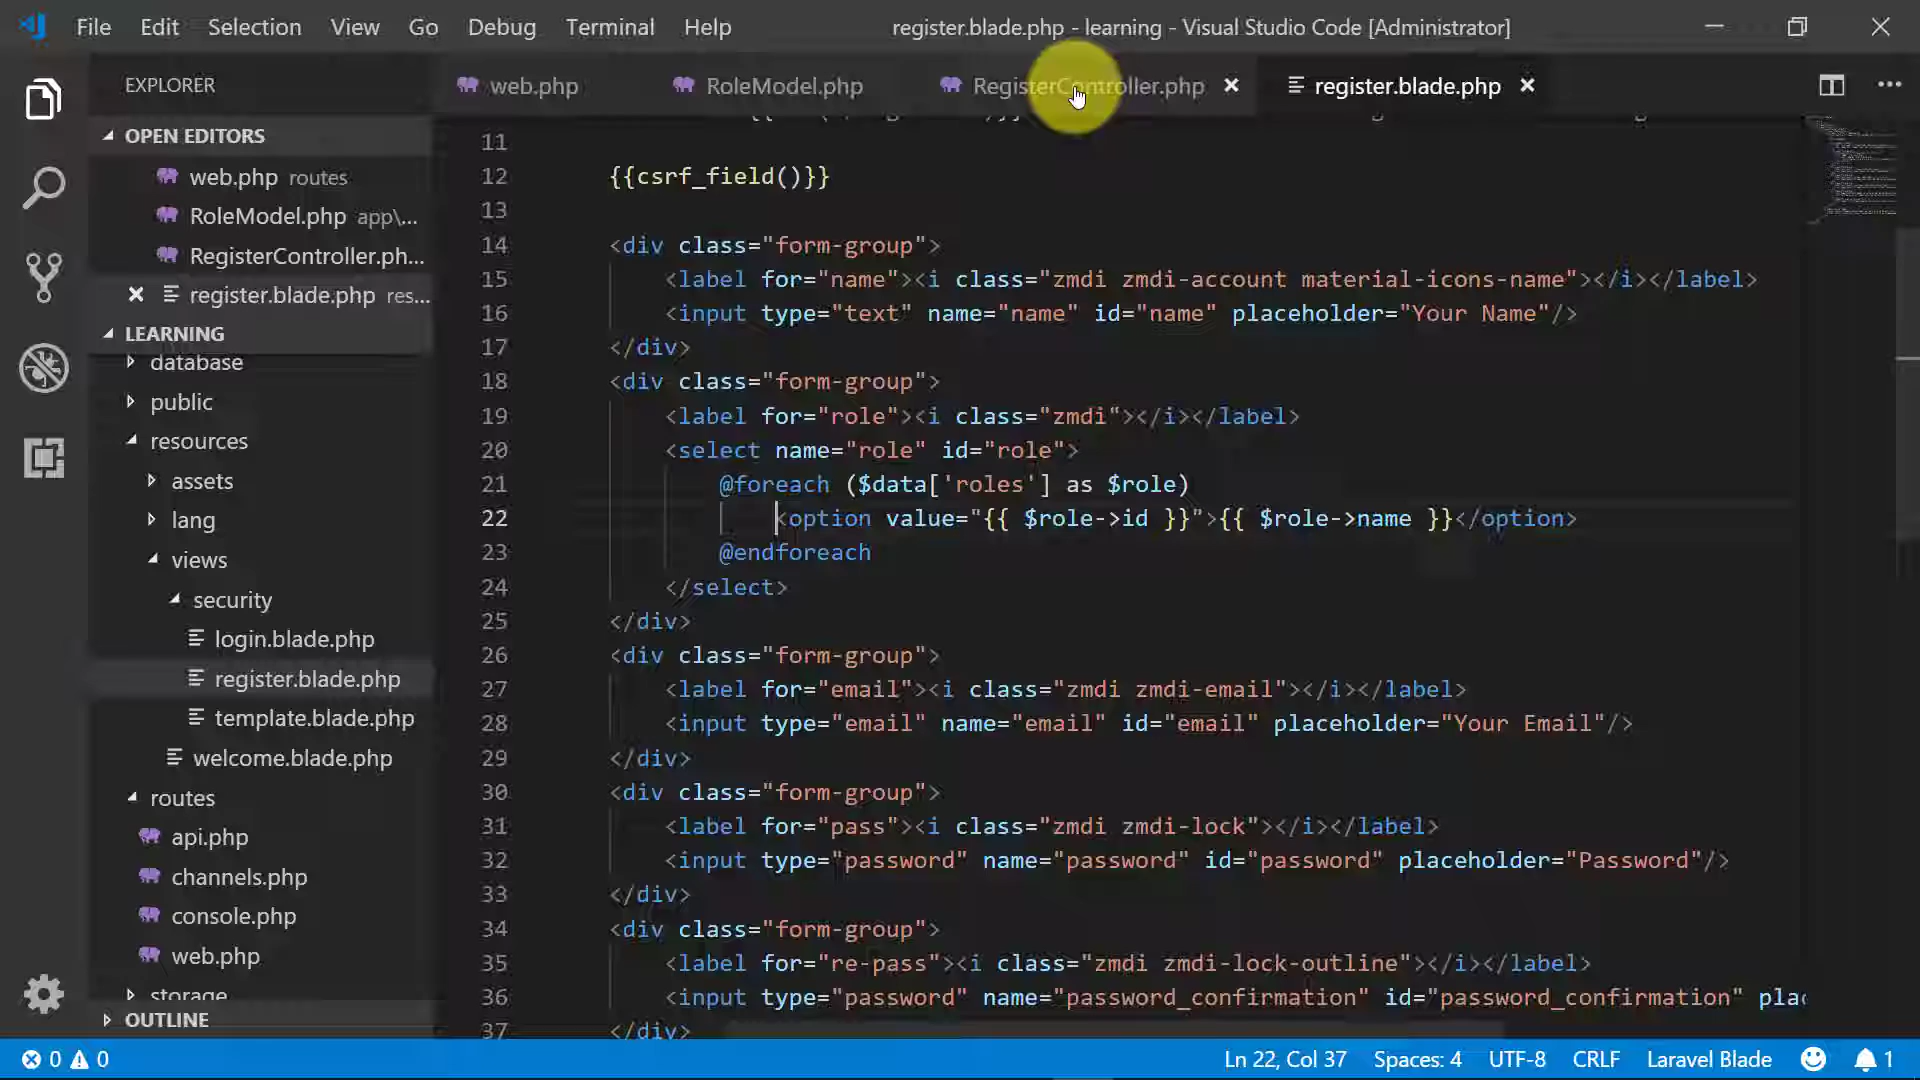 File Edit Selection View Go Debug Terminal Help
register.blade.php - learning - Visual Studio Code [Administrator]
EXPLORER
web.php
RoleModel.php
RegisterController.php
register.blade.php
OPEN EDITORS
web.php routes
RoleModel.php app\...
RegisterController.ph...
register.blade.php res...
LEARNING
database
public
resources
assets
lang
views
security
login.blade.php
register.blade.php
template.blade.php
welcome.blade.php
routes
api.php
channels.php
console.php
web.php
storage
OUTLINE
11
12 {{csrf_field()}}
13
14 <div class="form-group">
15 <label for="name"><i class="zmdi zmdi-account material-icons-name"></i></label>
16 <input type="text" name="name" id="name" placeholder="Your Name"/>
17 </div>
18 <div class="form-group">
19 <label for="role"><i class="zmdi"></i></label>
20 <select name="role" id="role">
21 @foreach ($data['roles'] as $role)
22 <option value="{{ $role->id }}">{{ $role->name }}</option>
23 @endforeach
24 </select>
25 </div>
26 <div class="form-group">
27 <label for="email"><i class="zmdi zmdi-email"></i></label>
28 <input type="email" name="email" id="email" placeholder="Your Email"/>
29 </div>
30 <div class="form-group">
31 <label for="pass"><i class="zmdi zmdi-lock"></i></label>
32 <input type="password" name="password" id="password" placeholder="Password"/>
33 </div>
34 <div class="form-group">
35 <label for="re-pass"><i class="zmdi zmdi-lock-outline"></i></label>
36 <input type="password" name="password_confirmation" id="password_confirmation" plac
37 </div>
0 0
Ln 22, Col 37 Spaces: 4 UTF-8 CRLF Laravel Blade 1